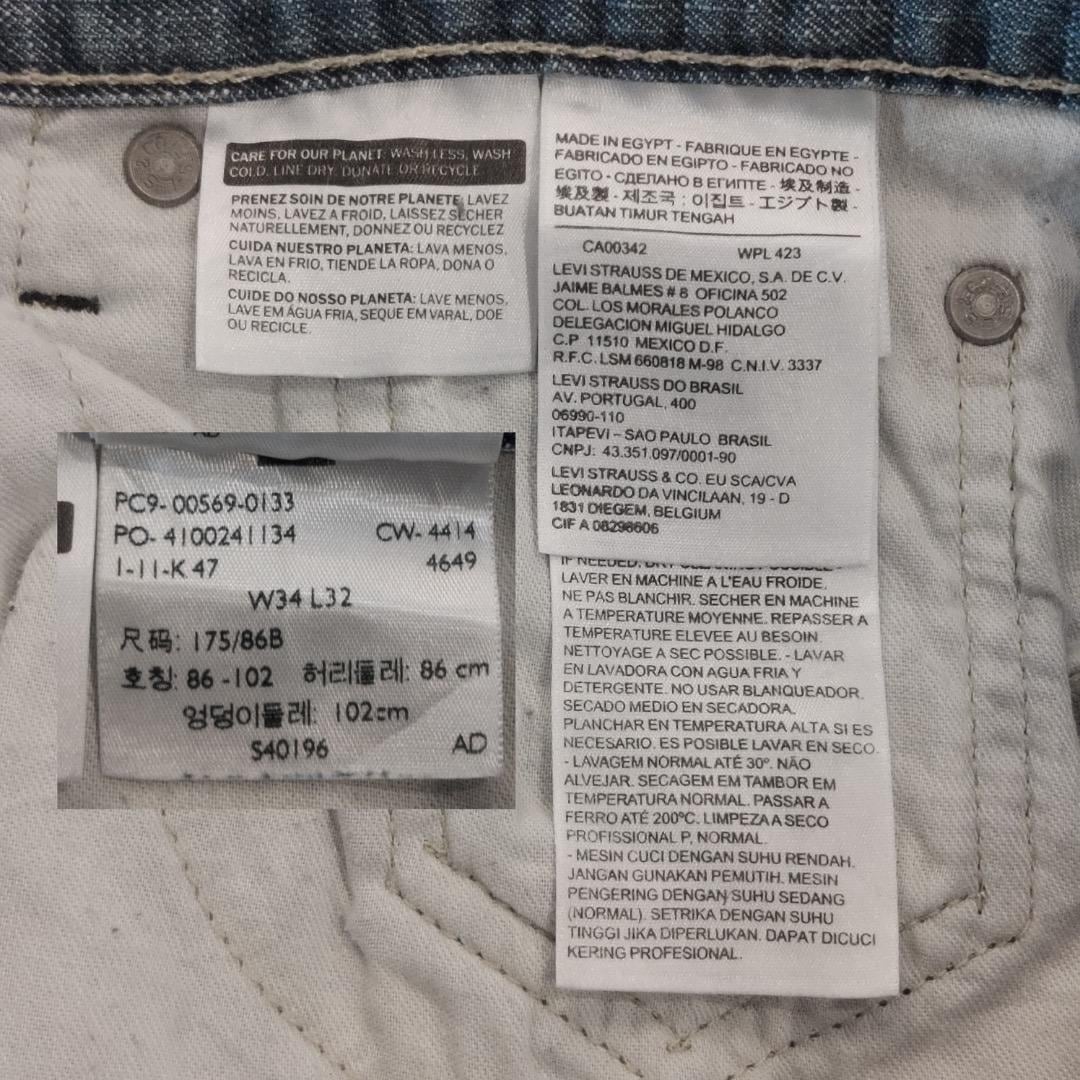 CARE FOR OUR PLANET: WASH LESS, WASH
COLD, LINE DRY, DONATE OR RECYCLE
PRENEZ SOIN DE NOTRE PLANETE: LAVEZ
MOINS, LAVEZ A FROID, LAISSEZ SECHER
NATURELLEMENT, DONNEZ OU RECYCLEZ
CUIDA NUESTRO PLANETA: LAVA MENOS,
LAVA EN FRIO, TIENDE LA ROPA, DONA O
RECICLA.
CUIDE DO NOSSO PLANETA: LAVE MENOS,
LAVE EM ÁGUA FRIA, SEQUE EM VARAL, DOE
OU RECICLE.
MADE IN EGYPT - FABRIQUE EN EGYPTE -
FABRICADO EN EGIPTO - FABRICADO NO
EGITO - СДЕЛАНО В ЕГИПТЕ - 埃及制造 -
埃及製 - 제조국 : 이집트 - エジプト製 -
BUATAN TIMUR TENGAH
CA00342 WPL 423
LEVI STRAUSS DE MEXICO, S.A. DE C.V.
JAIME BALMES # 8 OFICINA 502
COL. LOS MORALES POLANCO
DELEGACION MIGUEL HIDALGO
C.P 11510 MEXICO D.F.
R.F.C. LSM 660818 M-98 C.N.I.V. 3337
LEVI STRAUSS DO BRASIL
AV. PORTUGAL, 400
06990-110
ITAPEVI – SAO PAULO BRASIL
CNPJ: 43.351.097/0001-90
LEVI STRAUSS & CO. EU SCA/CVA
LEONARDO DA VINCILAAN, 19 - D
1831 DIEGEM, BELGIUM
CIF A 08298606
IF NEEDED, DRY CLEANING POSSIBLE -
LAVER EN MACHINE A L'EAU FROIDE.
NE PAS BLANCHIR. SECHER EN MACHINE
A TEMPERATURE MOYENNE. REPASSER A
TEMPERATURE ELEVEE AU BESOIN.
NETTOYAGE A SEC POSSIBLE. - LAVAR
EN LAVADORA CON AGUA FRIA Y
DETERGENTE. NO USAR BLANQUEADOR.
SECADO MEDIO EN SECADORA.
PLANCHAR EN TEMPERATURA ALTA SI ES
NECESARIO. ES POSIBLE LAVAR EN SECO.
- LAVAGEM NORMAL ATÉ 30º. NÃO
ALVEJAR. SECAGEM EM TAMBOR EM
TEMPERATURA NORMAL. PASSAR A
FERRO ATÉ 200ºC. LIMPEZA A SECO
PROFISSIONAL P, NORMAL.
- MESIN CUCI DENGAN SUHU RENDAH.
JANGAN GUNAKAN PEMUTIH. MESIN
PENGERING DENGAN SUHU SEDANG
(NORMAL). SETRIKA DENGAN SUHU
TINGGI JIKA DIPERLUKAN. DAPAT DICUCI
KERING PROFESIONAL.
PC9- 00569-0133
PO- 4100241134 CW- 4414
1-11-K 47 4649
W34 L32
尺码: 175/86B
호칭: 86 -102 허리둘레: 86 cm
엉덩이둘레: 102cm
S40196 AD